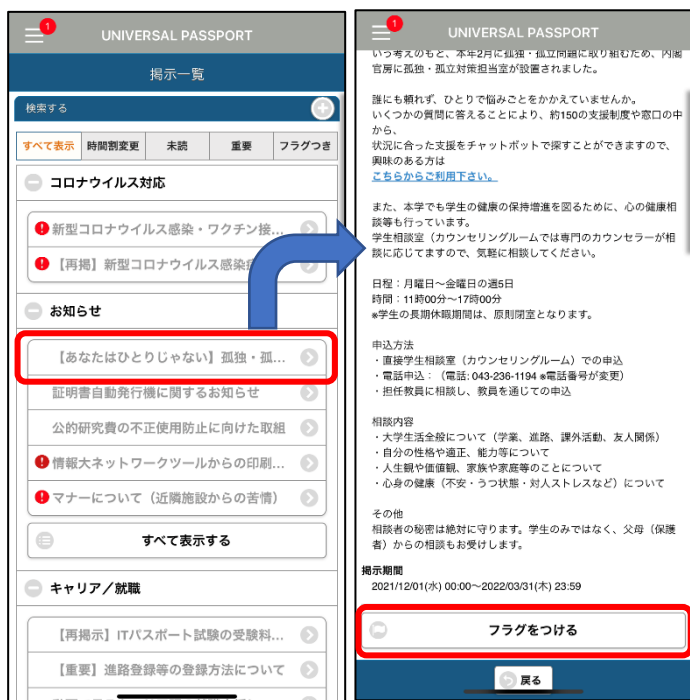 1
UNIVERSAL PASSPORT
掲示一覧
検索する
すべて表示 時間割変更 未読 重要 フラグつき
コロナウイルス対応
新型コロナウイルス感染・ワクチン接...
【再掲】新型コロナウイルス感染
お知らせ
【あなたはひとりじゃない】孤独・孤...
証明書自動発行機に関するお知らせ
公的研究費の不正使用防止に向けた取組
情報大ネットワークツールからの印刷...
マナーについて（近隣施設からの苦情）
すべて表示する
キャリア／就職
【再掲示】ITパスポート試験の受験料...
【重要】進路登録等の登録方法について
1
UNIVERSAL PASSPORT
いう考えのもと、本年2月に孤独・孤立問題に取り組むため、内閣
官房に孤独・孤立対策担当室が設置されました。
誰にも頼れず、ひとりで悩みごとをかかえていませんか。
いくつかの質問に答えることにより、約150の支援制度や窓口の中
から、
状況に合った支援をチャットボットで探すことができますので、
興味のある方は
こちらからご利用下さい。
また、本学でも学生の健康の保持増進を図るために、心の健康相
談等も行っています。
学生相談室（カウンセリングルームでは専門のカウンセラーが相
談に応じてますので、気軽に相談してください。
日程：月曜日～金曜日の週5日
時間：11時00分～17時00分
※学生の長期休暇期間は、原則閉室となります。
申込方法
・直接学生相談室（カウンセリングルーム）での申込
・電話申込：（電話: 043-236-1194 ※電話番号が変更）
・担任教員に相談し、教員を通じての申込
相談内容
・大学生活全般について（学業、進路、課外活動、友人関係）
・自分の性格や適正、能力等について
・人生観や価値観、家族や家庭等のことについて
・心身の健康（不安・うつ状態・対人ストレスなど）について
その他
相談者の秘密は絶対に守ります。学生のみではなく、父母（保護
者）からの相談もお受けします。
掲示期間
2021/12/01(水) 00:00～2022/03/31(木) 23:59
フラグをつける
戻る